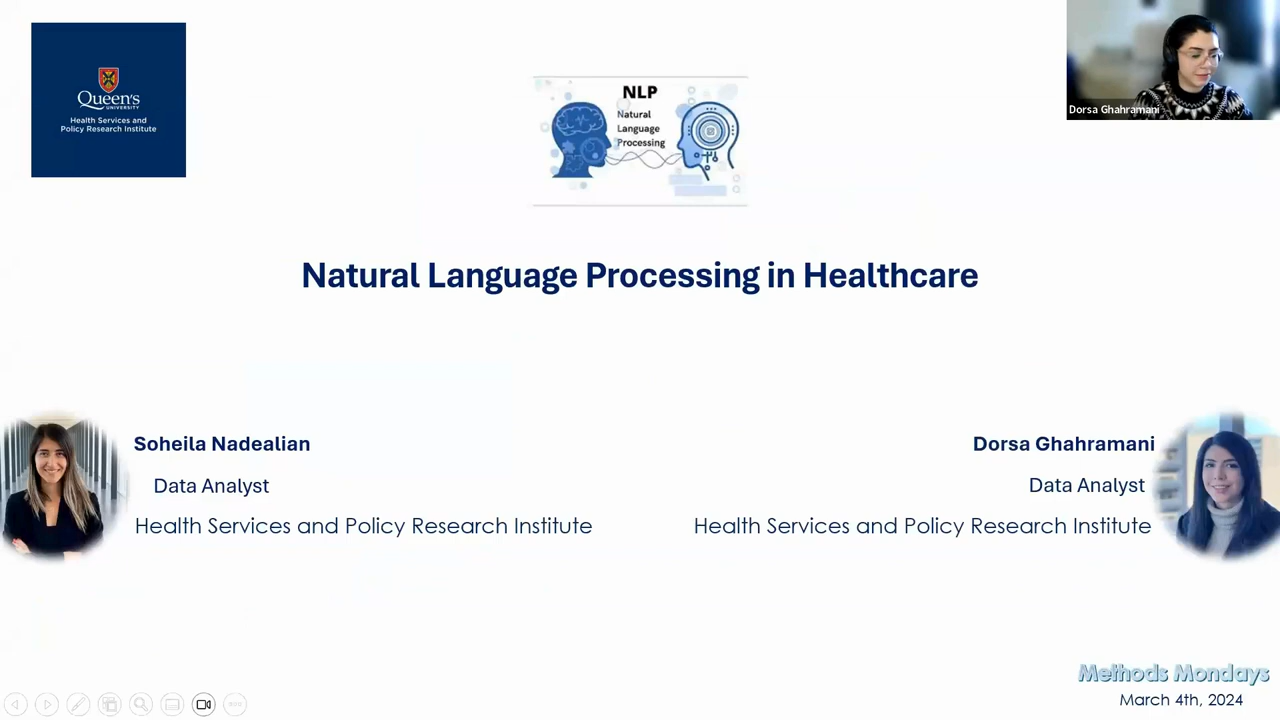 Queen's
UNIVERSITY
Health Services and
Policy Research Institute
NLP
Natural
Language
Processing
Dorsa Ghahramani
Natural Language Processing in Healthcare
Soheila Nadealian
Data Analyst
Health Services and Policy Research Institute
Dorsa Ghahramani
Data Analyst
Health Services and Policy Research Institute
Methods Mondays
March 4th, 2024